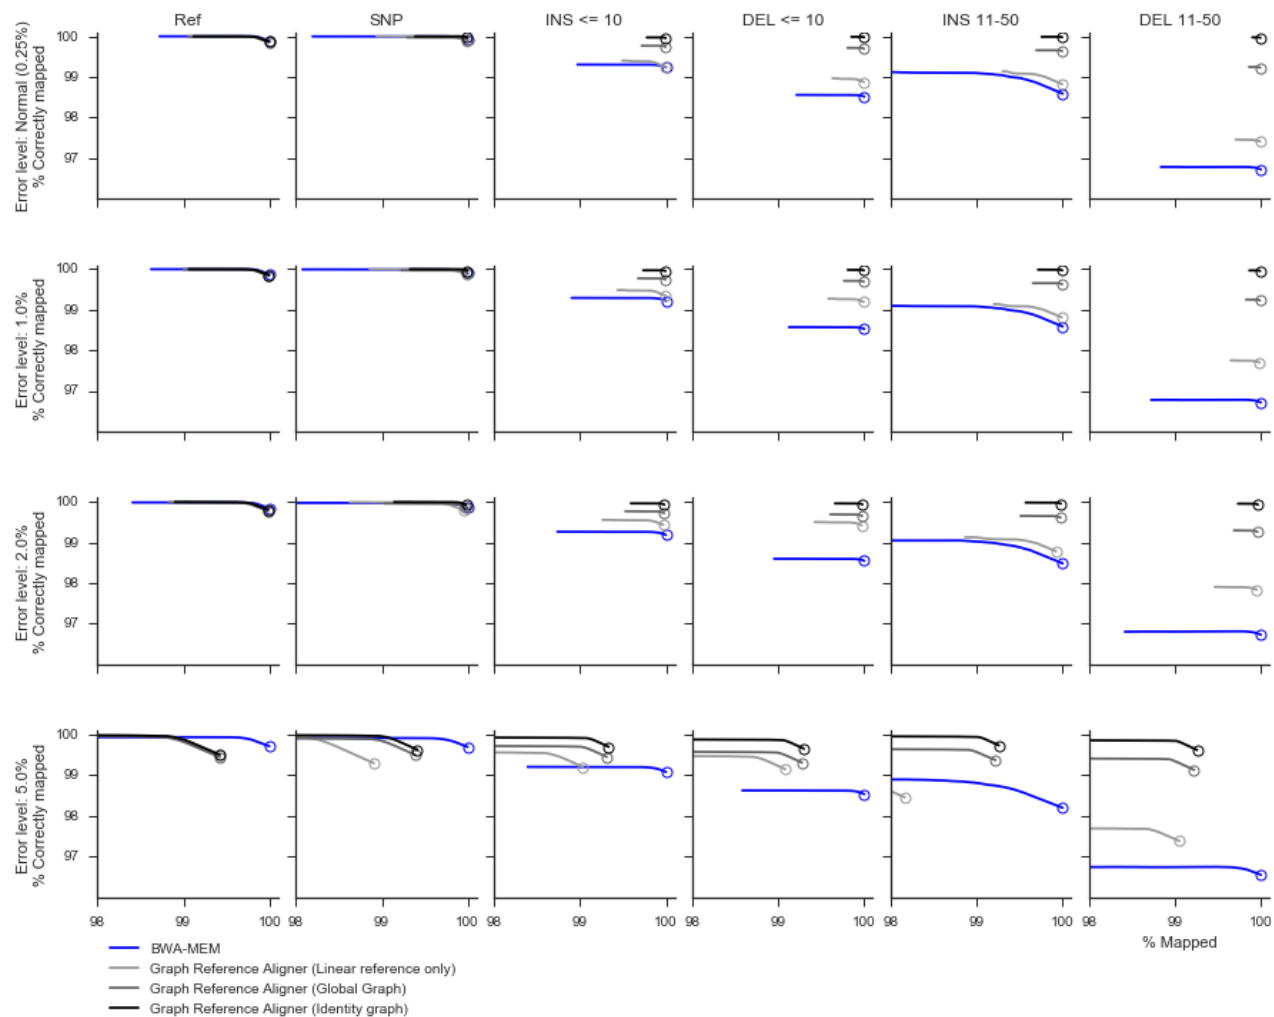 Ref SNP INS <= 10 DEL <= 10 INS 11-50 DEL 11-50
Error level: Normal (0.25%)
% Correctly mapped
100
99
98
97
Error level: 1.0%
% Correctly mapped
100
99
98
97
Error level: 2.0%
% Correctly mapped
100
99
98
97
Error level: 5.0%
% Correctly mapped
100
99
98
97
98 99 100 98 99 100 98 99 100 98 99 100 98 99 100 98 99 100
% Mapped
BWA-MEM
Graph Reference Aligner (Linear reference only)
Graph Reference Aligner (Global Graph)
Graph Reference Aligner (Identity graph)